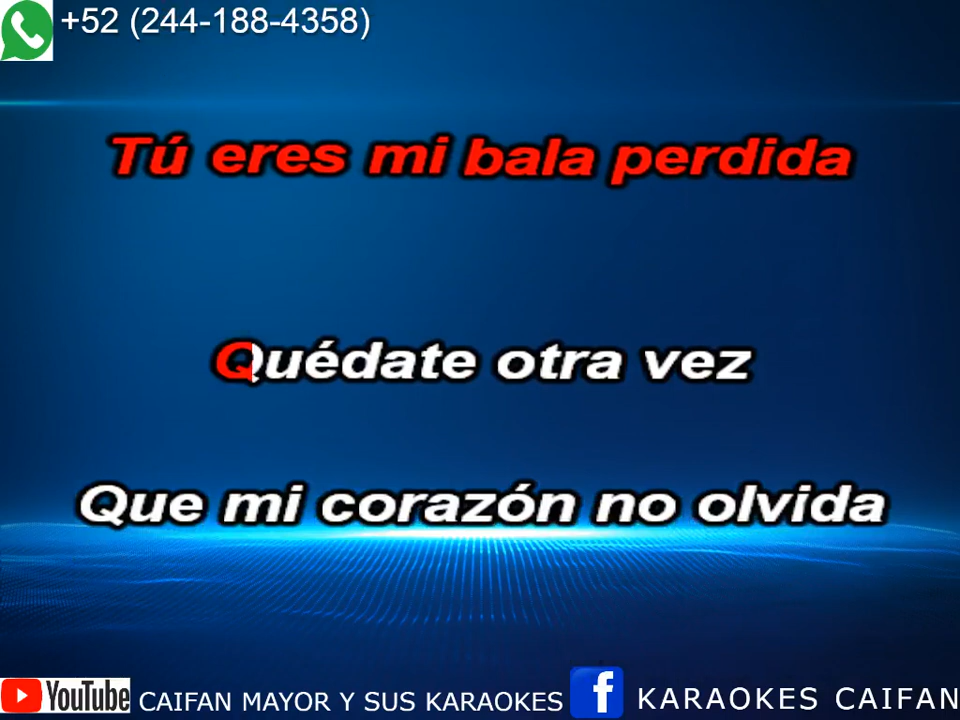 +52 (244-188-4358)
Tú eres mi bala perdida
Quédate otra vez
Que mi corazón no olvida
YouTube CAIFAN MAYOR Y SUS KARAOKES f KARAOKES CAIFAN